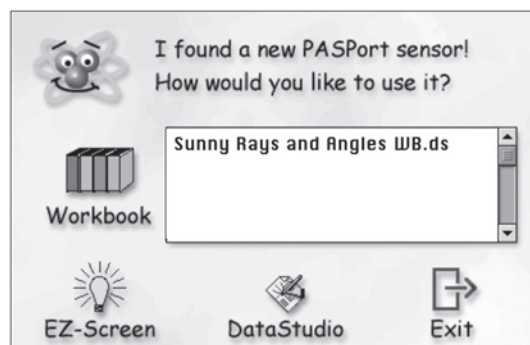 I found a new PASPort sensor!
How would you like to use it?
Sunny Rays and Angles WB.ds
Workbook
EZ-Screen
DataStudio
Exit